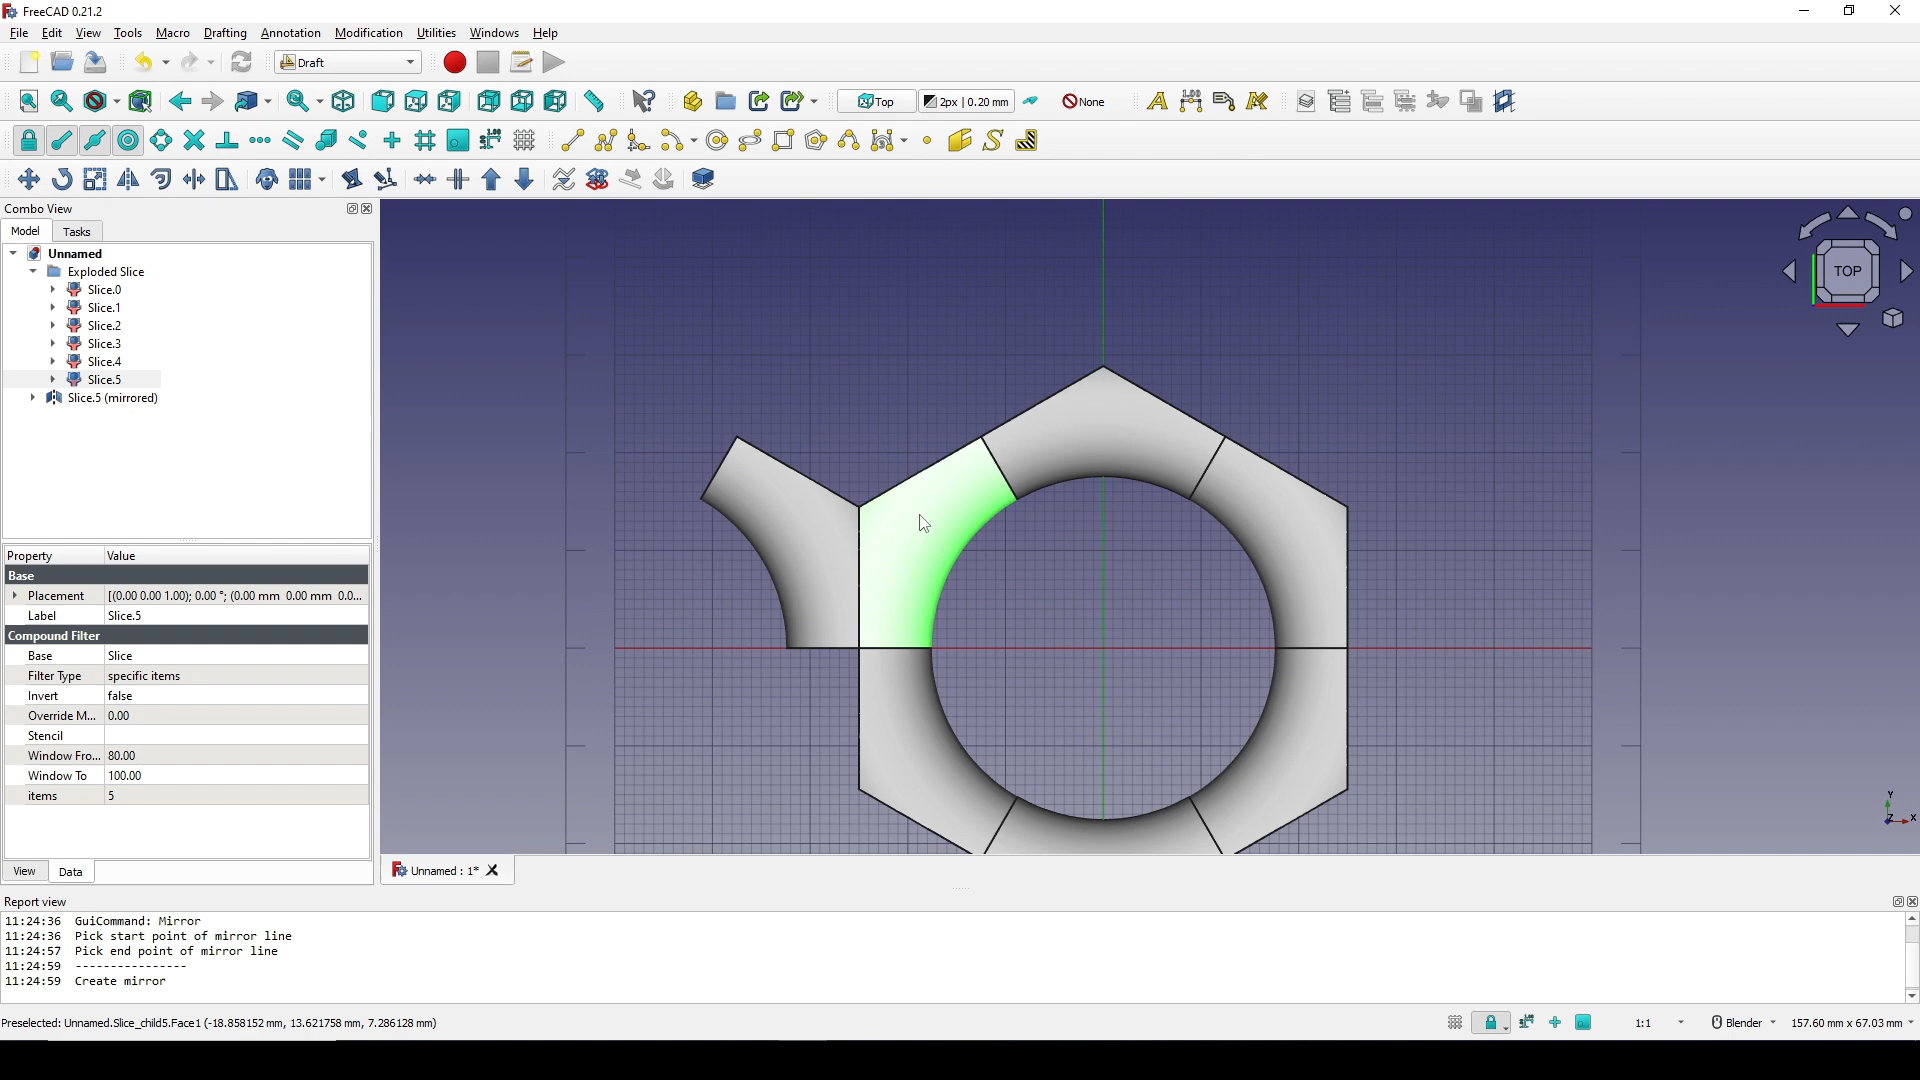 FreeCAD 0.21.2
File Edit View Tools Macro Drafting Annotation Modification Utilities Windows Help
Draft
Top 2px | 0.20 mm None
Combo View
Model Tasks
Unnamed
Exploded Slice
Slice.0
Slice.1
Slice.2
Slice.3
Slice.4
Slice.5
Slice.5 (mirrored)
TOP
Property Value
Base
Placement [(0.00 0.00 1.00); 0.00 °; (0.00 mm 0.00 mm 0.0...
Label Slice.5
Compound Filter
Base Slice
Filter Type specific items
Invert false
Override M... 0.00
Stencil
Window Fro... 80.00
Window To 100.00
items 5
Y
Z X
View Data
Unnamed : 1*
Report view
11:24:36 GuiCommand: Mirror
11:24:36 Pick start point of mirror line
11:24:57 Pick end point of mirror line
11:24:59 ----------------
11:24:59 Create mirror
Preselected: Unnamed.Slice_child5.Face1 (-18.858152 mm, 13.621758 mm, 7.286128 mm)
1:1 Blender 157.60 mm x 67.03 mm